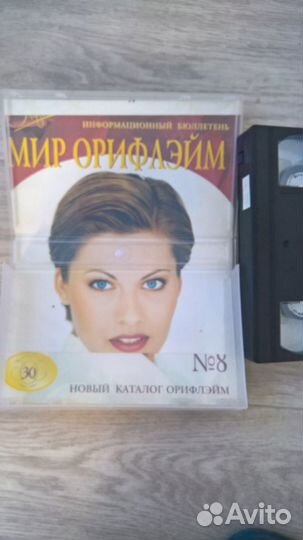 ИНФОРМАЦИОННЫЙ БЮЛЛЕТЕНЬ
МИР ОРИФЛЭЙМ
30
№8
НОВЫЙ КАТАЛОГ ОРИФЛЭЙМ
Avito